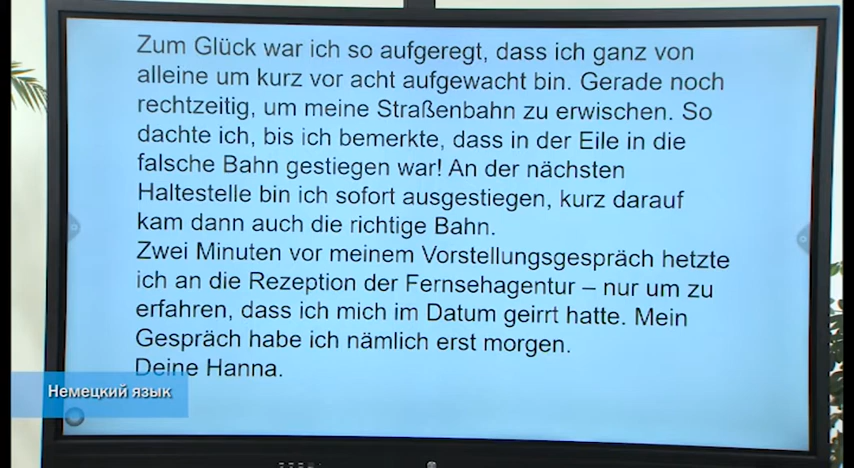 Zum Glück war ich so aufgeregt, dass ich ganz von
alleine um kurz vor acht aufgewacht bin. Gerade noch
rechtzeitig, um meine Straßenbahn zu erwischen. So
dachte ich, bis ich bemerkte, dass in der Eile in die
falsche Bahn gestiegen war! An der nächsten
Haltestelle bin ich sofort ausgestiegen, kurz darauf
kam dann auch die richtige Bahn.
Zwei Minuten vor meinem Vorstellungsgespräch hetzte
ich an die Rezeption der Fernsehagentur – nur um zu
erfahren, dass ich mich im Datum geirrt hatte. Mein
Gespräch habe ich nämlich erst morgen.
Deine Hanna.
Немецкий язык